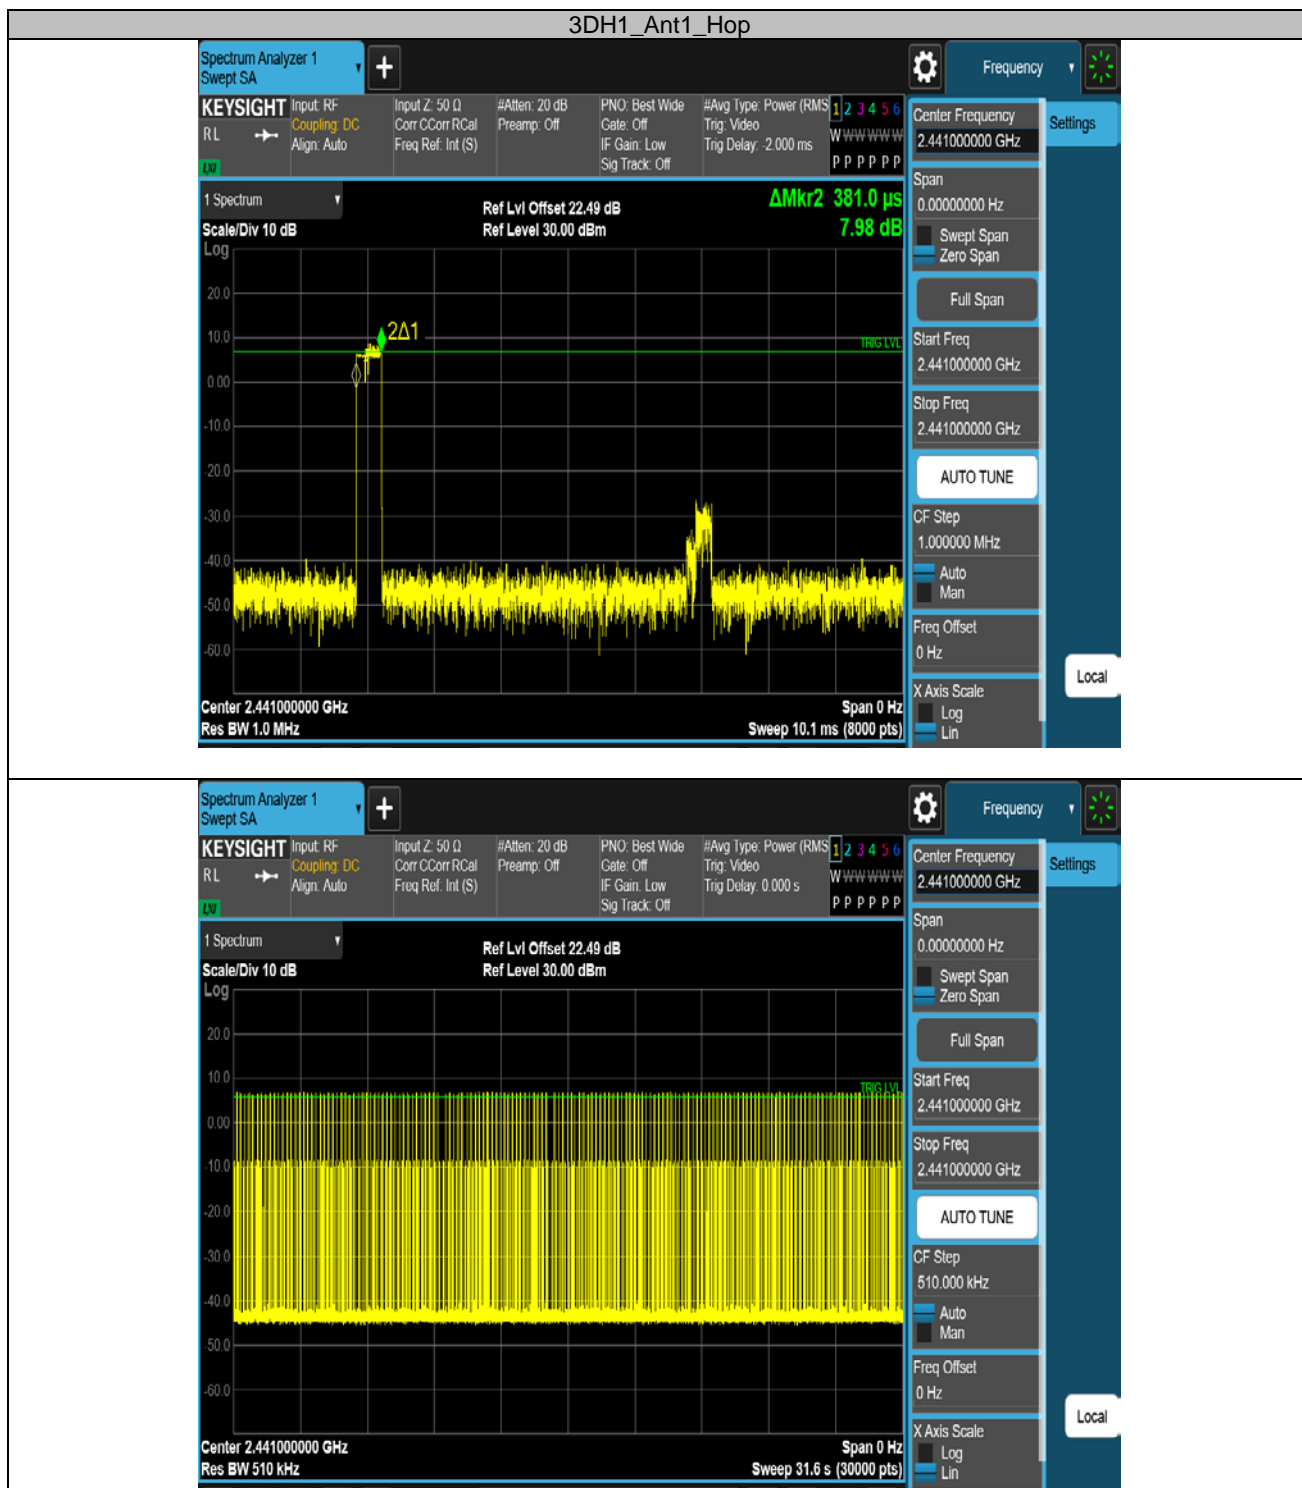 3DH1_Ant1_Hop
Spectrum Analyzer 1
Swept SA
+
Frequency
KEYSIGHT
RL
LXI
Input: RF
Coupling: DC
Align: Auto
Input Z: 50 Ω
Corr CCorr RCal
Freq Ref: Int (S)
#Atten: 20 dB
Preamp: Off
PNO: Best Wide
Gate: Off
IF Gain: Low
Sig Track: Off
#Avg Type: Power (RMS
Trig: Video
Trig Delay: -2.000 ms
1 2 3 4 5 6
W W W W W W
P P P P P P
Center Frequency
2.441000000 GHz
Settings
1 Spectrum
Scale/Div 10 dB
Log
Ref Lvl Offset 22.49 dB
Ref Level 30.00 dBm
ΔMkr2 381.0 µs
7.98 dB
20.0
10.0
0.00
-10.0
-20.0
-30.0
-40.0
-50.0
-60.0
2Δ1
TRIG LVL
Center 2.441000000 GHz
Res BW 1.0 MHz
Span 0 Hz
Sweep 10.1 ms (8000 pts)
Span
0.00000000 Hz
Swept Span
Zero Span
Full Span
Start Freq
2.441000000 GHz
Stop Freq
2.441000000 GHz
AUTO TUNE
CF Step
1.000000 MHz
Auto
Man
Freq Offset
0 Hz
X Axis Scale
Log
Lin
Local
Spectrum Analyzer 1
Swept SA
+
Frequency
KEYSIGHT
RL
LXI
Input: RF
Coupling: DC
Align: Auto
Input Z: 50 Ω
Corr CCorr RCal
Freq Ref: Int (S)
#Atten: 20 dB
Preamp: Off
PNO: Best Wide
Gate: Off
IF Gain: Low
Sig Track: Off
#Avg Type: Power (RMS
Trig: Video
Trig Delay: 0.000 s
1 2 3 4 5 6
W W W W W W
P P P P P P
Center Frequency
2.441000000 GHz
Settings
1 Spectrum
Scale/Div 10 dB
Log
Ref Lvl Offset 22.49 dB
Ref Level 30.00 dBm
20.0
10.0
0.00
-10.0
-20.0
-30.0
-40.0
-50.0
-60.0
TRIG LVL
Center 2.441000000 GHz
Res BW 510 kHz
Span 0 Hz
Sweep 31.6 s (30000 pts)
Span
0.00000000 Hz
Swept Span
Zero Span
Full Span
Start Freq
2.441000000 GHz
Stop Freq
2.441000000 GHz
AUTO TUNE
CF Step
510.000 kHz
Auto
Man
Freq Offset
0 Hz
X Axis Scale
Log
Lin
Local